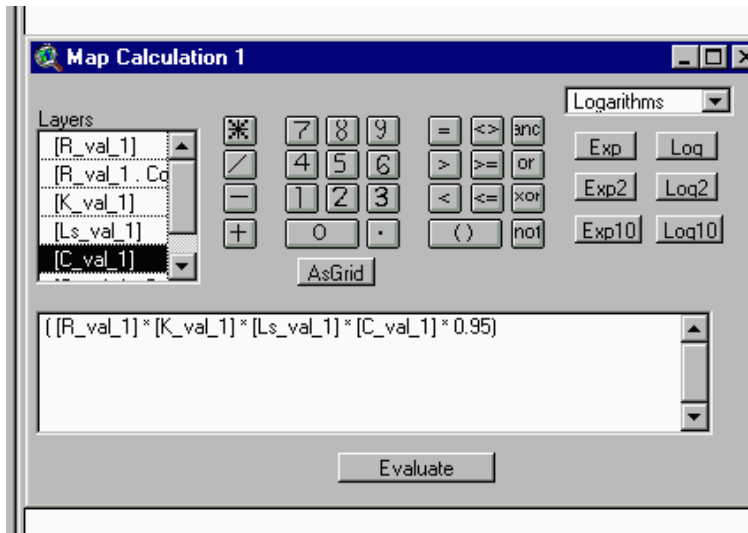 Map Calculation 1
Logarithms
Layers
[R_val_1]
[R_val_1 . Co
[K_val_1]
[Ls_val_1]
[C_val_1]
* 7 8 9 = <> and
/ 4 5 6 > >= or
- 1 2 3 < <= xor
+ 0 . ( ) not
Exp Log
Exp2 Log2
Exp10 Log10
AsGrid
( [R_val_1] * [K_val_1] * [Ls_val_1] * [C_val_1] * 0.95)
Evaluate